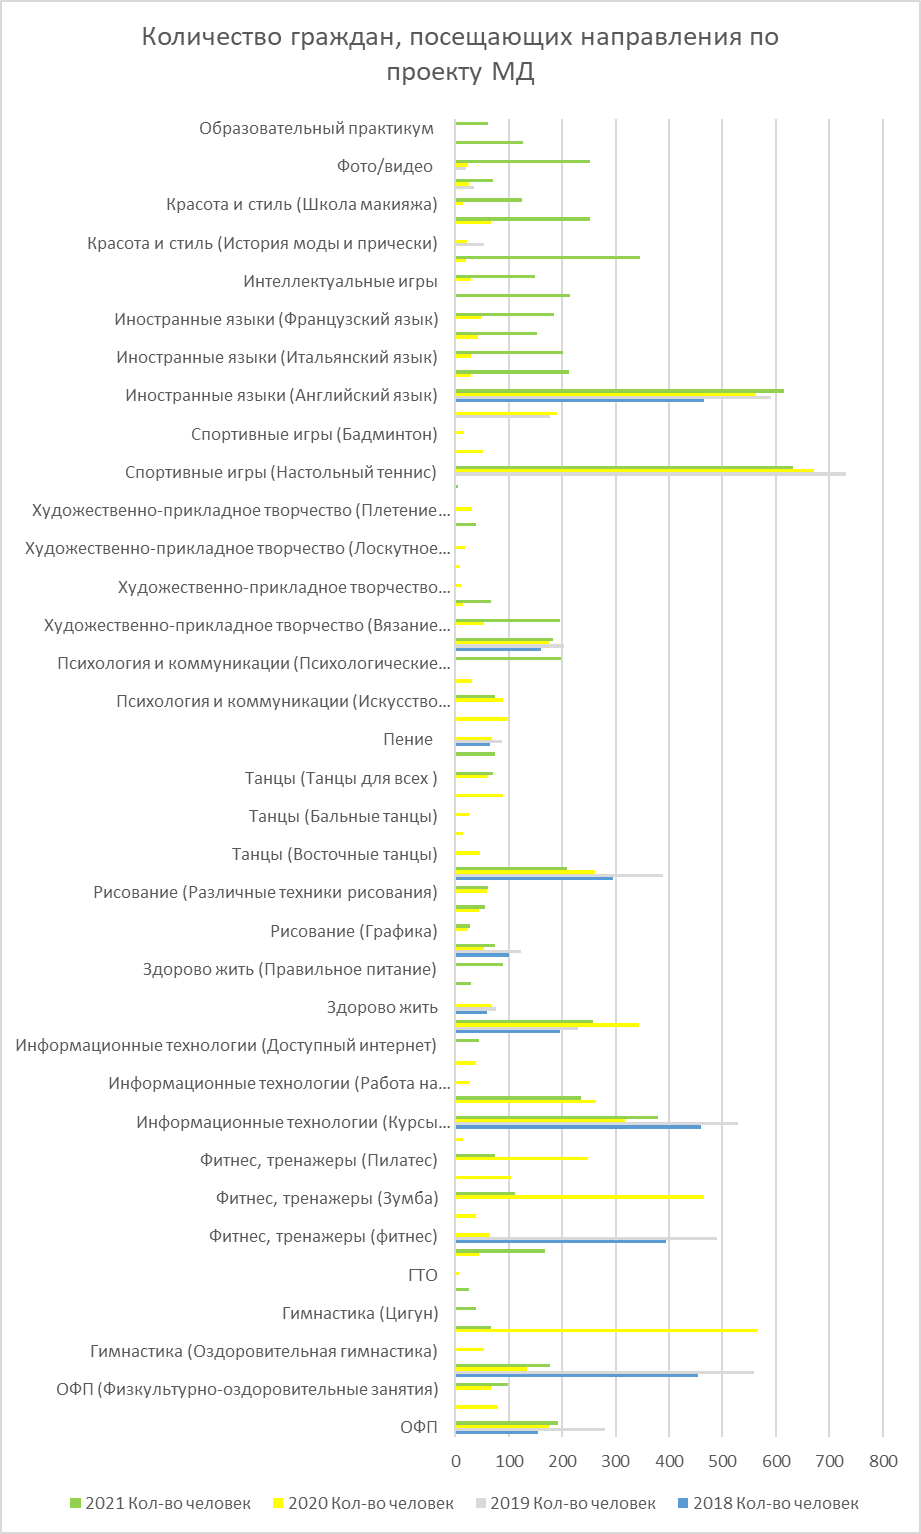 Количество граждан, посещающих направления по
проекту МД
Образовательный практикум
Фото/видео
Красота и стиль (Школа макияжа)
Красота и стиль (История моды и прически)
Интеллектуальные игры
Иностранные языки (Французский язык)
Иностранные языки (Итальянский язык)
Иностранные языки (Английский язык)
Спортивные игры (Бадминтон)
Спортивные игры (Настольный теннис)
Художественно-прикладное творчество (Плетение...
Художественно-прикладное творчество (Лоскутное...
Художественно-прикладное творчество...
Художественно-прикладное творчество (Вязание...
Психология и коммуникации (Психологические...
Психология и коммуникации (Искусство...
Пение
Танцы (Танцы для всех )
Танцы (Бальные танцы)
Танцы (Восточные танцы)
Рисование (Различные техники рисования)
Рисование (Графика)
Здорово жить (Правильное питание)
Здорово жить
Информационные технологии (Доступный интернет)
Информационные технологии (Работа на...
Информационные технологии (Курсы...
Фитнес, тренажеры (Пилатес)
Фитнес, тренажеры (Зумба)
Фитнес, тренажеры (фитнес)
ГТО
Гимнастика (Цигун)
Гимнастика (Оздоровительная гимнастика)
ОФП (Физкультурно-оздоровительные занятия)
ОФП
0 100 200 300 400 500 600 700 800
2021 Кол-во человек 2020 Кол-во человек 2019 Кол-во человек 2018 Кол-во человек